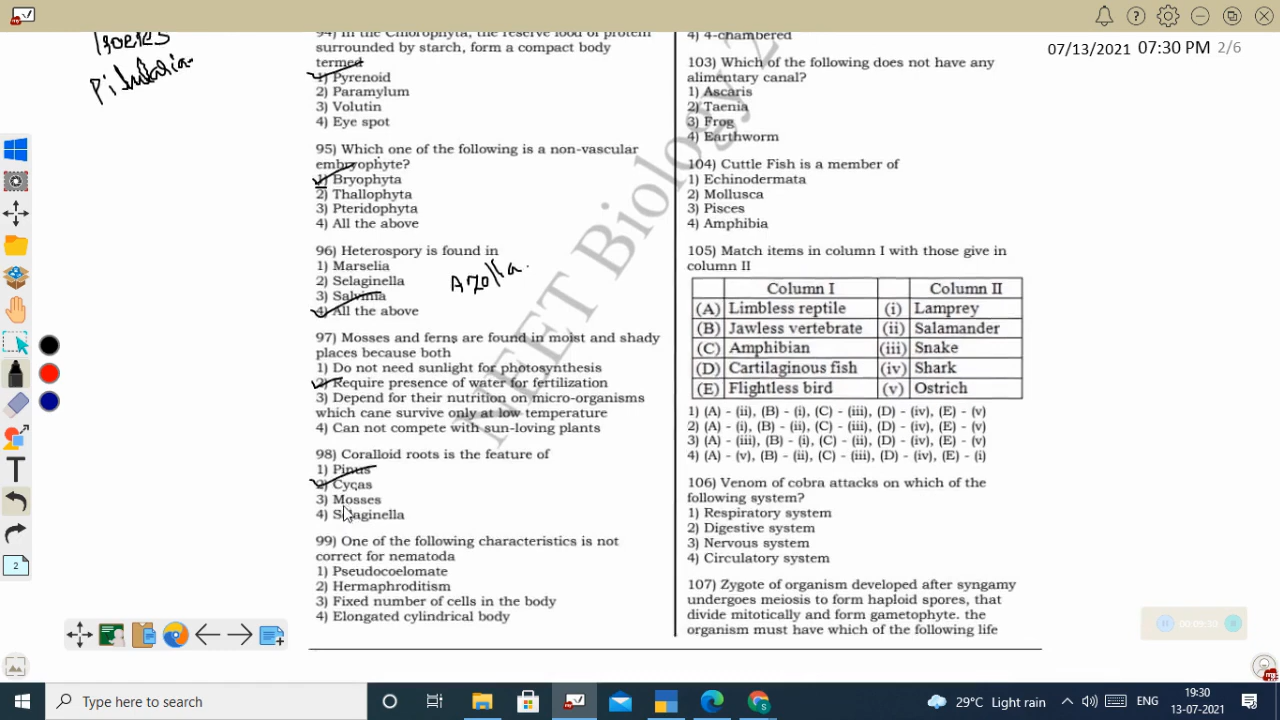 Isoetes
Pilularia
94) In the Chlorophyta, the reserve food of protein
surrounded by starch, form a compact body
termed
1) Pyrenoid
2) Paramylum
3) Volutin
4) Eye spot
95) Which one of the following is a non-vascular
embryophyte?
1) Bryophyta
2) Thallophyta
3) Pteridophyta
4) All the above
96) Heterospory is found in
1) Marselia
2) Selaginella
3) Salvinia
4) All the above
Azolla
97) Mosses and ferns are found in moist and shady
places because both
1) Do not need sunlight for photosynthesis
2) Require presence of water for fertilization
3) Depend for their nutrition on micro-organisms
which cane survive only at low temperature
4) Can not compete with sun-loving plants
98) Coralloid roots is the feature of
1) Pinus
2) Cycas
3) Mosses
4) Selaginella
99) One of the following characteristics is not
correct for nematoda
1) Pseudocoelomate
2) Hermaphroditism
3) Fixed number of cells in the body
4) Elongated cylindrical body
4) 4-chambered
103) Which of the following does not have any
alimentary canal?
1) Ascaris
2) Taenia
3) Frog
4) Earthworm
104) Cuttle Fish is a member of
1) Echinodermata
2) Mollusca
3) Pisces
4) Amphibia
105) Match items in column I with those give in
column II
Column I Column II
(A) Limbless reptile (i) Lamprey
(B) Jawless vertebrate (ii) Salamander
(C) Amphibian (iii) Snake
(D) Cartilaginous fish (iv) Shark
(E) Flightless bird (v) Ostrich
1) (A) - (ii), (B) - (i), (C) - (iii), (D) - (iv), (E) - (v)
2) (A) - (i), (B) - (ii), (C) - (iii), (D) - (iv), (E) - (v)
3) (A) - (iii), (B) - (i), (C) - (ii), (D) - (iv), (E) - (v)
4) (A) - (v), (B) - (ii), (C) - (iii), (D) - (iv), (E) - (i)
106) Venom of cobra attacks on which of the
following system?
1) Respiratory system
2) Digestive system
3) Nervous system
4) Circulatory system
107) Zygote of organism developed after syngamy
undergoes meiosis to form haploid spores, that
divide mitotically and form gametophyte. the
organism must have which of the following life
NEET Biology 2
07/13/2021 07:30 PM 2/6
00:09:30
2
Type here to search
29°C Light rain
ENG
19:30
13-07-2021